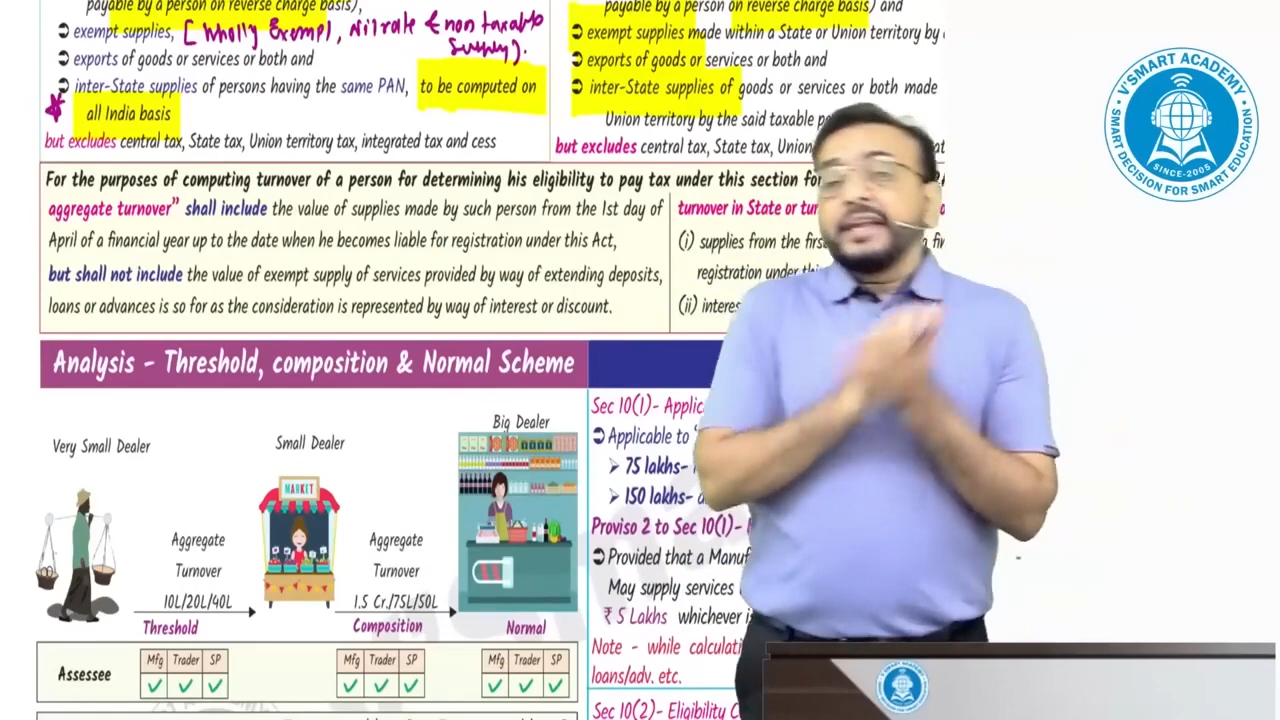 payable by a person on reverse charge basis),
exempt supplies, [Wholly Exempt, Nil rate & non taxable supply).
exports of goods or services or both and
inter-State supplies of persons having the same PAN, to be computed on
all India basis
but excludes central tax, State tax, Union territory tax, integrated tax and cess
payable by a person on reverse charge basis) and
exempt supplies made within a State or Union territory by
exports of goods or services or both and
inter-State supplies of goods or services or both made
Union territory by the said taxable
but excludes central tax, State tax, Union
For the purposes of computing turnover of a person for determining his eligibility to pay tax under this section
aggregate turnover” shall include the value of supplies made by such person from the 1st day of
April of a financial year up to the date when he becomes liable for registration under this Act,
but shall not include the value of exempt supply of services provided by way of extending deposits,
loans or advances is so for as the consideration is represented by way of interest or discount.
turnover in State or
(i) supplies from the
registration under
(ii)
Analysis - Threshold, composition & Normal Scheme
Very Small Dealer
Small Dealer
Big Dealer
MARKET
Aggregate
Turnover
10L/20L/40L
Threshold
Aggregate
Turnover
1.5 Cr./75L/50L
Composition
Normal
Assessee
Mfg Trader SP
✓ ✓ ✓
Mfg Trader SP
✓ ✓ ✓
Mfg Trader SP
✓ ✓ ✓
Sec 10(1)-
Applicable to
75 lakhs-
150 lakhs-
Proviso 2 to Sec 10(1)-
Provided that a
May supply services
₹ 5 Lakhs whichever
Note - while
loans/adv. etc.
Sec 10(2)- Eligibility
V'SMART ACADEMY
SINCE-2005
SMART DECISION FOR SMART EDUCATION